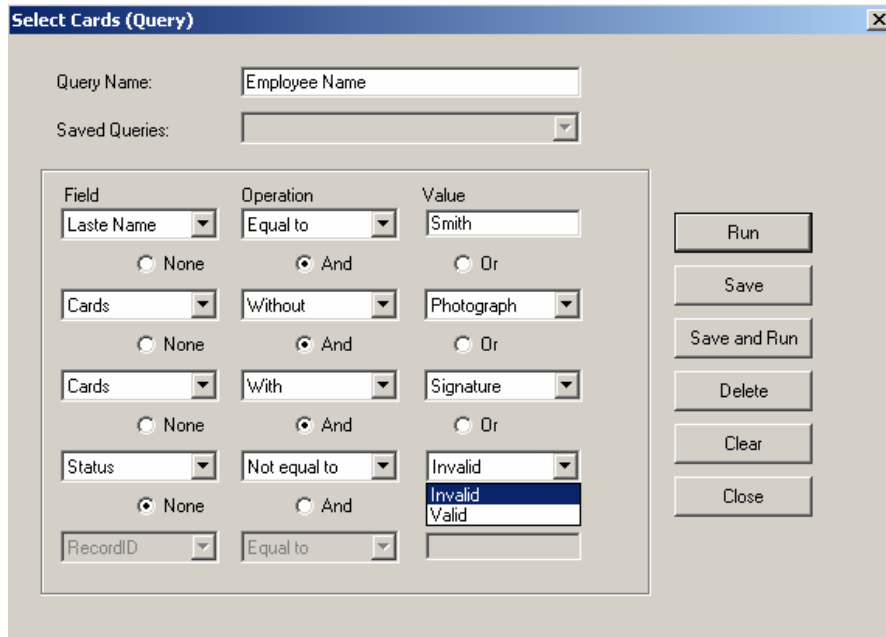 Select Cards (Query)
Query Name: Employee Name
Saved Queries:
Field Operation Value
Laste Name Equal to Smith
Run
None And Or
Save
Cards Without Photograph
None And Or
Save and Run
Cards With Signature
Delete
None And Or
Clear
Status Not equal to Invalid
Invalid
Close
None And
Valid
RecordID Equal to